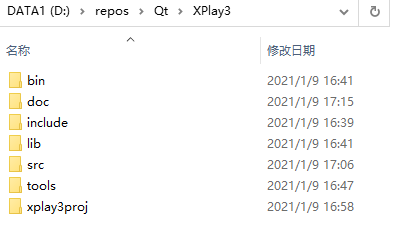 DATA1 (D:) > repos > Qt > XPlay3
名称 修改日期
bin 2021/1/9 16:41
doc 2021/1/9 17:15
include 2021/1/9 16:39
lib 2021/1/9 16:41
src 2021/1/9 17:06
tools 2021/1/9 16:47
xplay3proj 2021/1/9 16:58